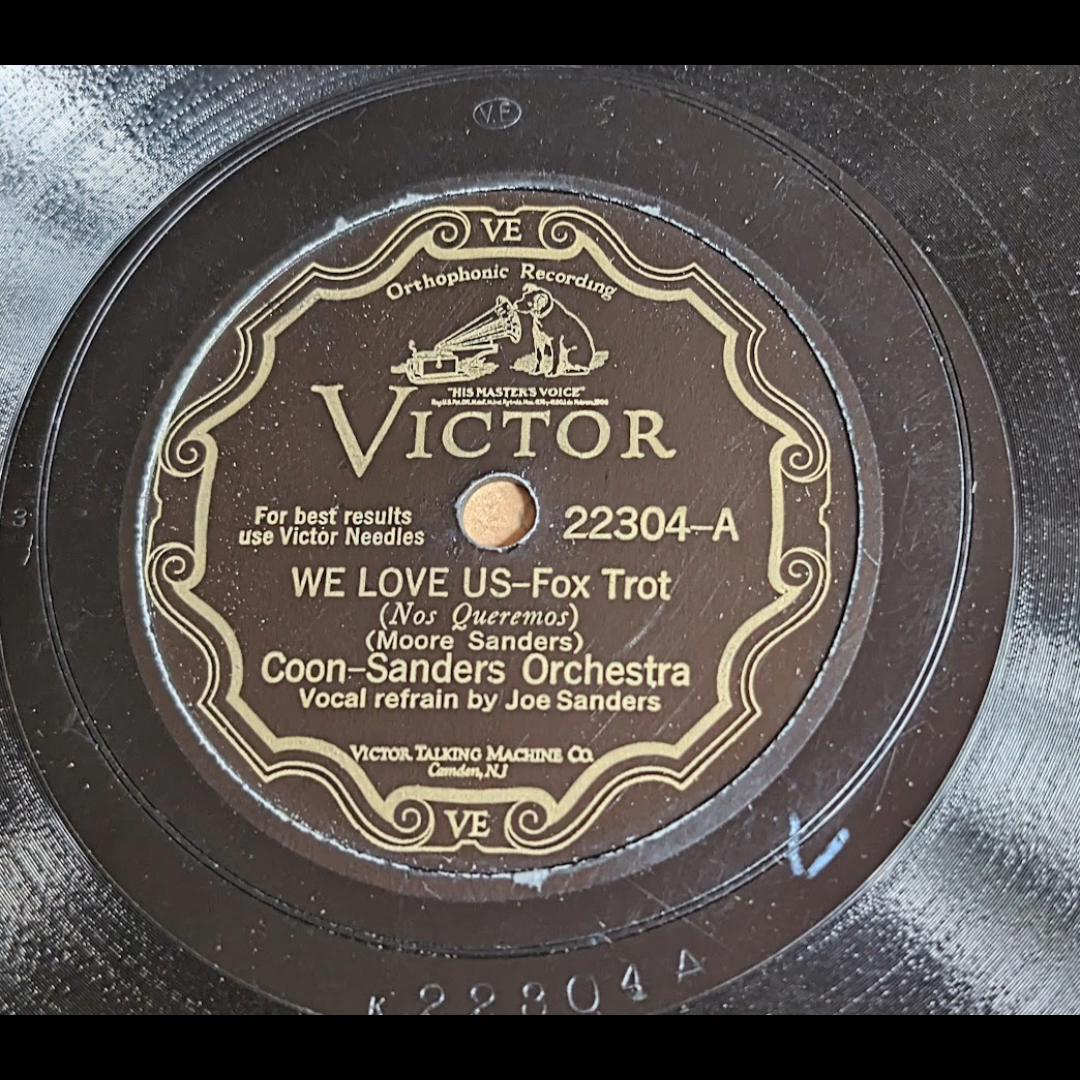 V.E
VE
Orthophonic Recording
"HIS MASTER'S VOICE"
VICTOR
For best results
use Victor Needles
22304-A
WE LOVE US-Fox Trot
(Nos Queremos)
(Moore Sanders)
Coon-Sanders Orchestra
Vocal refrain by Joe Sanders
VICTOR TALKING MACHINE CO.
Camden, N.J
VE
K 22304 A